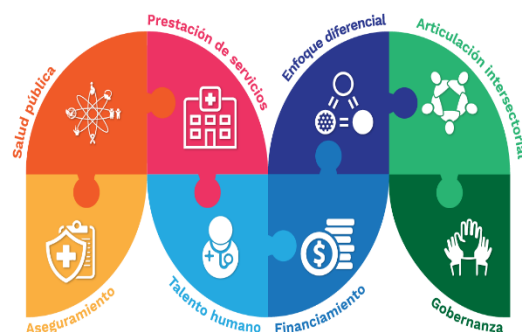 Salud pública
Prestación de servicios
Enfoque diferencial
Articulación intersectorial
Aseguramiento
Talento humano
Financiamiento
Gobernanza